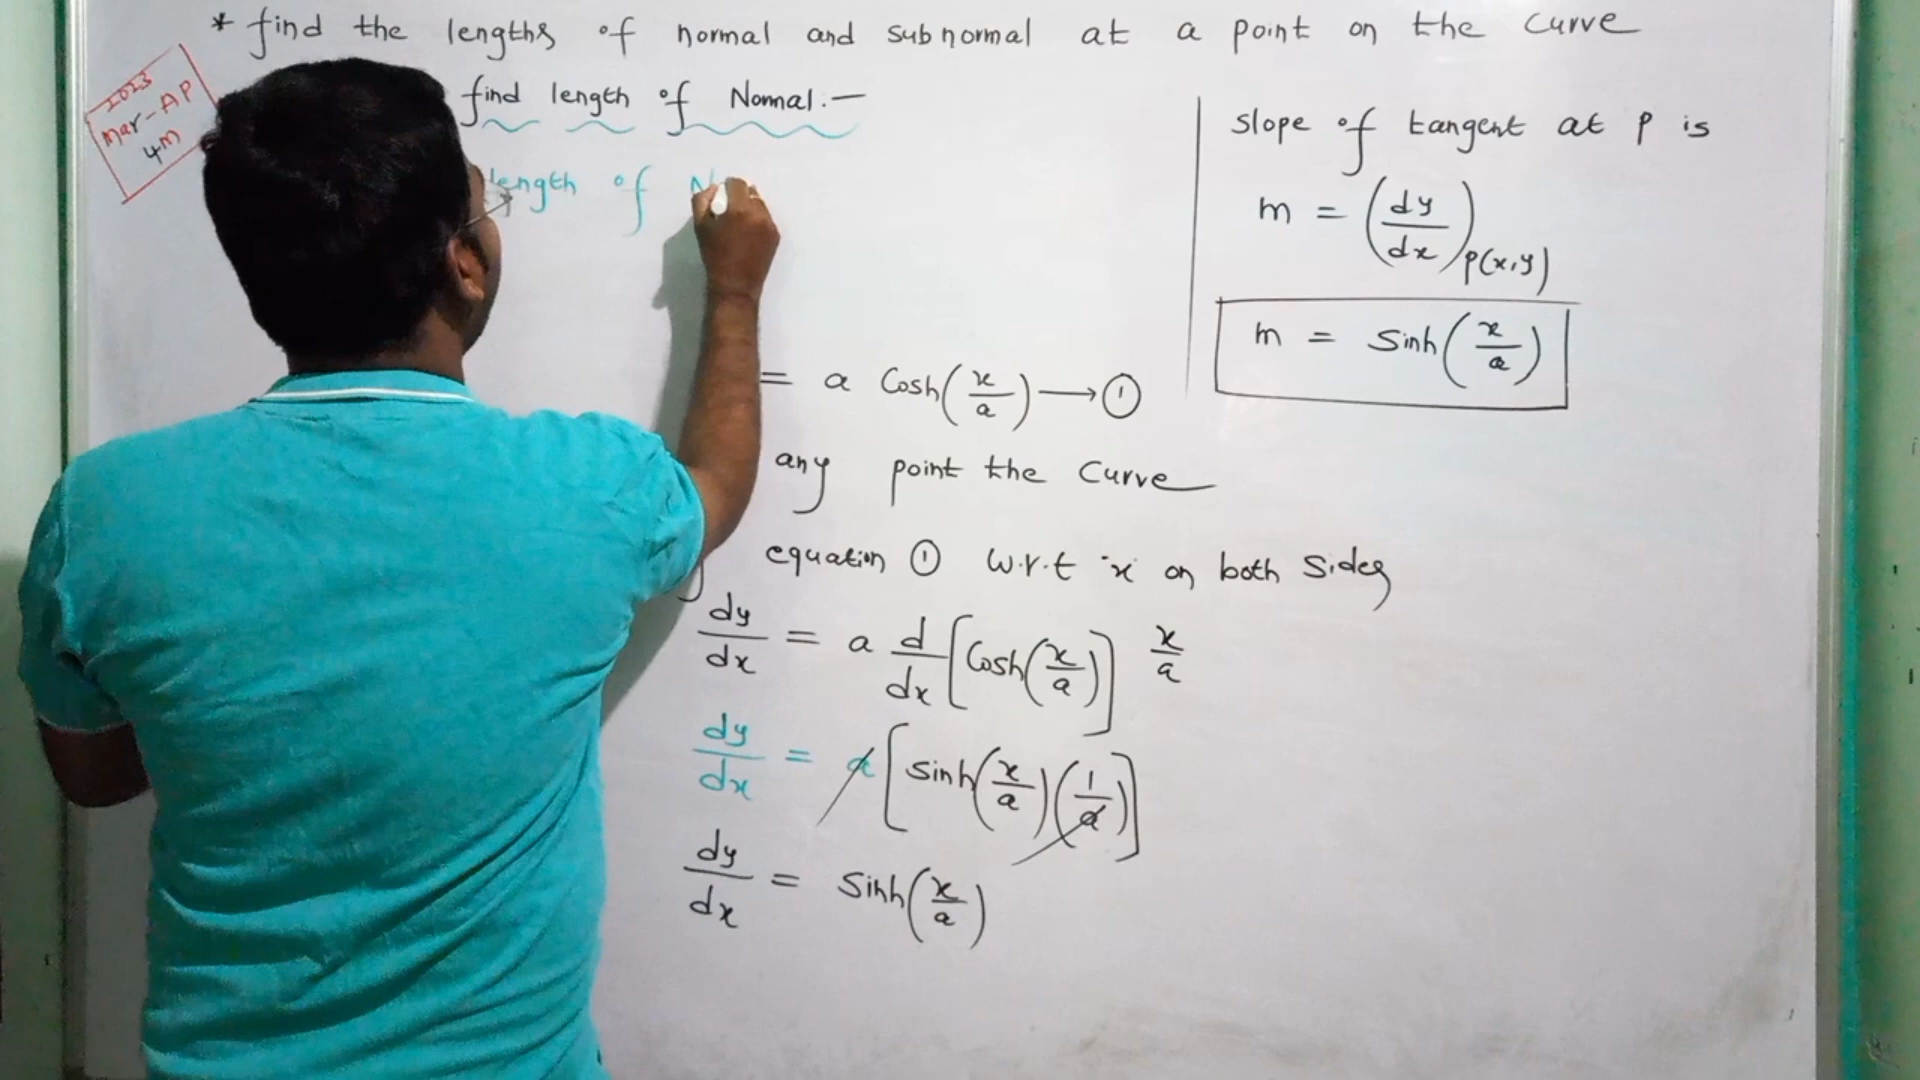 * find the lengths of normal and subnormal at a point on the Curve
2023
Mar-AP
4M
find length of Normal:-
length of N
= a Cosh(x/a) ⟶ ①
any point the Curve
equation ① w.r.t 'x on both sides
dy/dx = a d/dx [Cosh(x/a)] x/a
dy/dx = a [sinh(x/a)(1/a)]
dy/dx = Sinh(x/a)
slope of tangent at P is
m = (dy/dx)P(x,y)
m = Sinh(x/a)